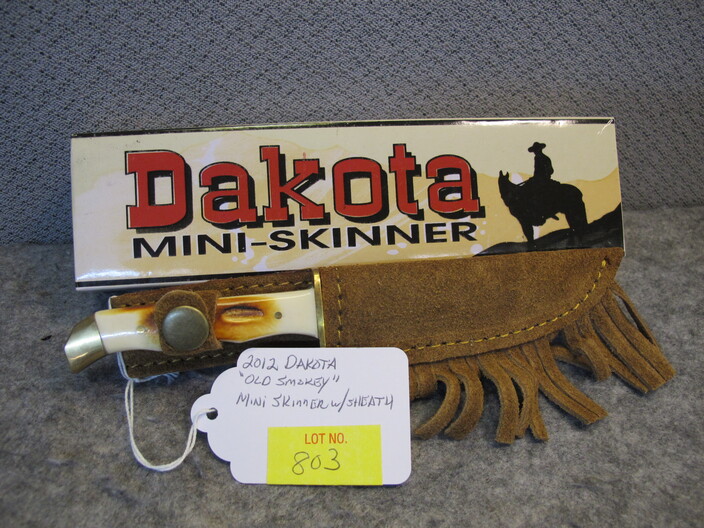 Dakota
MINI-SKINNER
2012 DAKOTA
"OLD SMOKEY"
MINI SKINNER W/SHEATH
LOT NO.
803